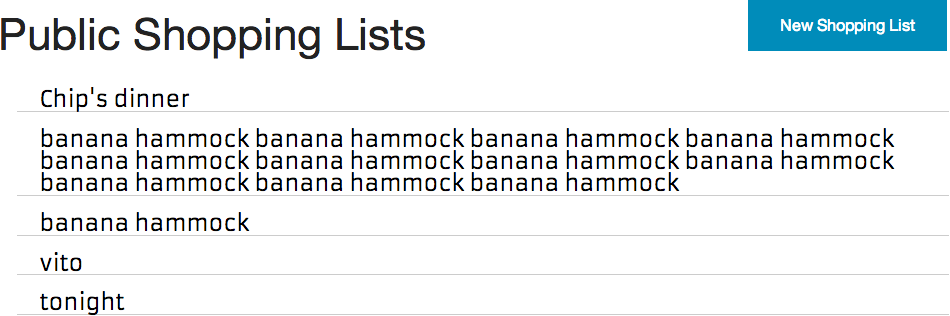 Public Shopping Lists
New Shopping List
Chip's dinner
banana hammock banana hammock banana hammock banana hammock
banana hammock banana hammock banana hammock banana hammock
banana hammock banana hammock banana hammock
banana hammock
vito
tonight